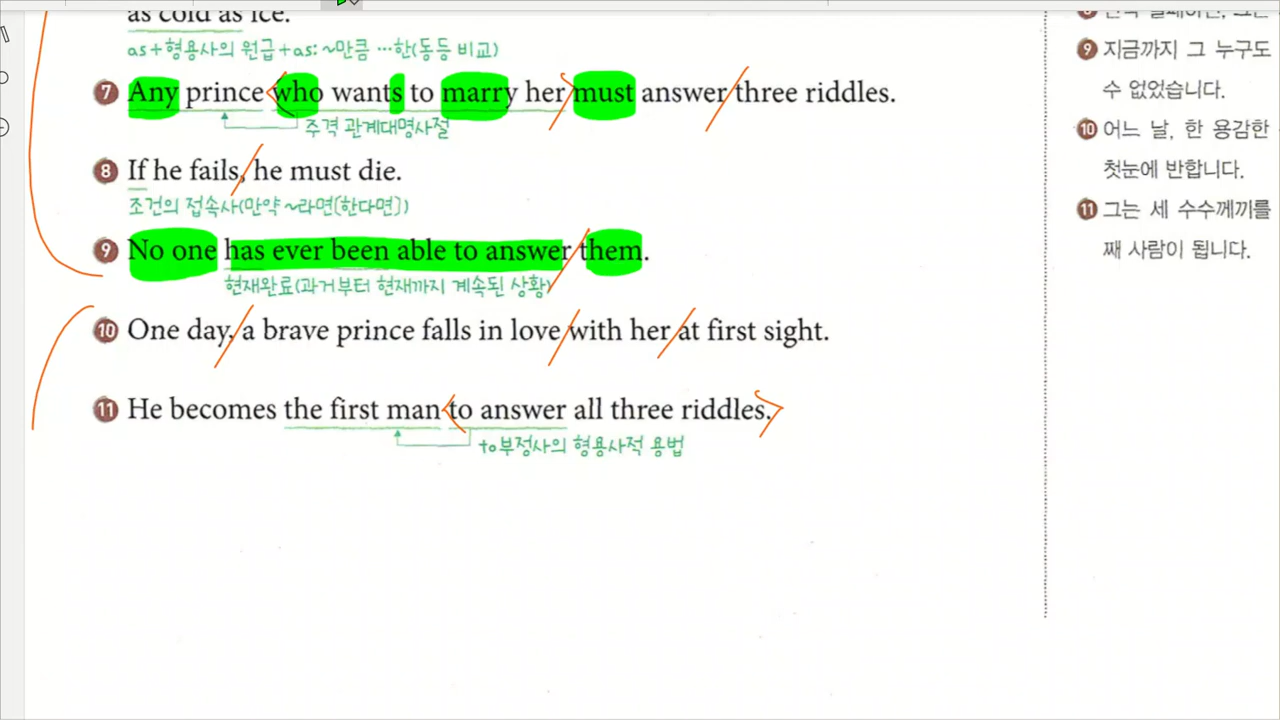 as cold as ice.
as+형용사의 원급+as: ~만큼 …한(동등 비교)
7 Any prince who wants to marry her must answer three riddles.
주격 관계대명사절
8 If he fails, he must die.
조건의 접속사(만약 ~라면[한다면])
9 No one has ever been able to answer them.
현재완료(과거부터 현재까지 계속된 상황)
10 One day, a brave prince falls in love with her at first sight.
11 He becomes the first man to answer all three riddles.
to부정사의 형용사적 용법
9 지금까지 그 누구도
수 없었습니다.
10 어느 날, 한 용감한
첫눈에 반합니다.
11 그는 세 수수께끼를
째 사람이 됩니다.